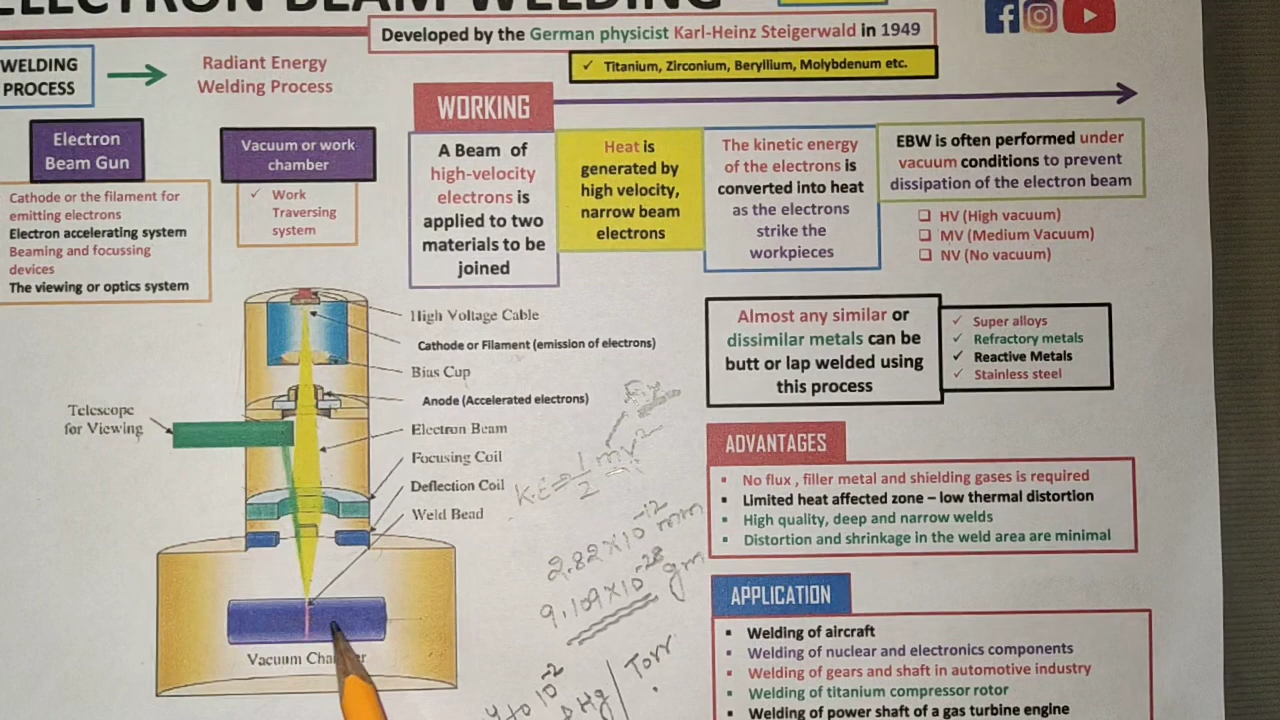 ELECTRON BEAM WELDING
Developed by the German physicist Karl-Heinz Steigerwald in 1949
WELDING
PROCESS
Radiant Energy
Welding Process
✓ Titanium, Zirconium, Beryllium, Molybdenum etc.
WORKING
Electron
Beam Gun
Cathode or the filament for
emitting electrons
Electron accelerating system
Beaming and focussing
devices
The viewing or optics system
Vacuum or work
chamber
✓ Work
Traversing
system
A Beam of
high-velocity
electrons is
applied to two
materials to be
joined
Heat is
generated by
high velocity,
narrow beam
electrons
The kinetic energy
of the electrons is
converted into heat
as the electrons
strike the
workpieces
EBW is often performed under
vacuum conditions to prevent
dissipation of the electron beam
❑ HV (High vacuum)
❑ MV (Medium Vacuum)
❑ NV (No vacuum)
High Voltage Cable
Cathode or Filament (emission of electrons)
Bias Cup
Anode (Accelerated electrons)
Electron Beam
Focusing Coil
Deflection Coil
Weld Bead
Telescope
for Viewing
Vacuum
K.E = 1/2 mv²
2.82×10⁻¹² mm
9.109×10⁻²⁸ gm
to 10⁻²
Hg / Torr
Almost any similar or
dissimilar metals can be
butt or lap welded using
this process
✓ Super alloys
✓ Refractory metals
✓ Reactive Metals
✓ Stainless steel
ADVANTAGES
▪ No flux , filler metal and shielding gases is required
▪ Limited heat affected zone – low thermal distortion
▪ High quality, deep and narrow welds
▪ Distortion and shrinkage in the weld area are minimal
APPLICATION
▪ Welding of aircraft
▪ Welding of nuclear and electronics components
▪ Welding of gears and shaft in automotive industry
▪ Welding of titanium compressor rotor
▪ Welding of power shaft of a gas turbine engine